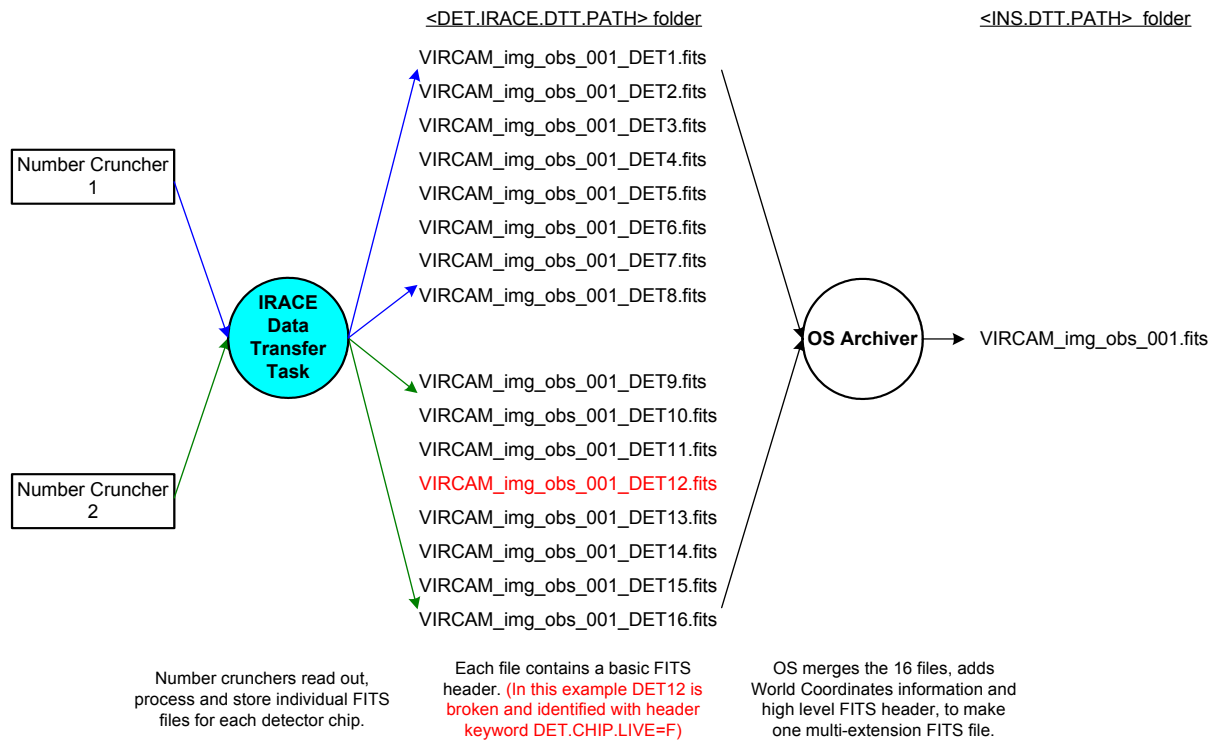 <DET.IRACE.DTT.PATH> folder
<INS.DTT.PATH> folder
VIRCAM_img_obs_001_DET1.fits
VIRCAM_img_obs_001_DET2.fits
VIRCAM_img_obs_001_DET3.fits
VIRCAM_img_obs_001_DET4.fits
VIRCAM_img_obs_001_DET5.fits
VIRCAM_img_obs_001_DET6.fits
VIRCAM_img_obs_001_DET7.fits
VIRCAM_img_obs_001_DET8.fits
Number Cruncher
1
IRACE
Data
Transfer
Task
OS Archiver
VIRCAM_img_obs_001.fits
VIRCAM_img_obs_001_DET9.fits
VIRCAM_img_obs_001_DET10.fits
VIRCAM_img_obs_001_DET11.fits
VIRCAM_img_obs_001_DET12.fits
VIRCAM_img_obs_001_DET13.fits
VIRCAM_img_obs_001_DET14.fits
VIRCAM_img_obs_001_DET15.fits
VIRCAM_img_obs_001_DET16.fits
Number Cruncher
2
Number crunchers read out,
process and store individual FITS
files for each detector chip.
Each file contains a basic FITS
header. (In this example DET12 is
broken and identified with header
keyword DET.CHIP.LIVE=F)
OS merges the 16 files, adds
World Coordinates information and
high level FITS header, to make
one multi-extension FITS file.